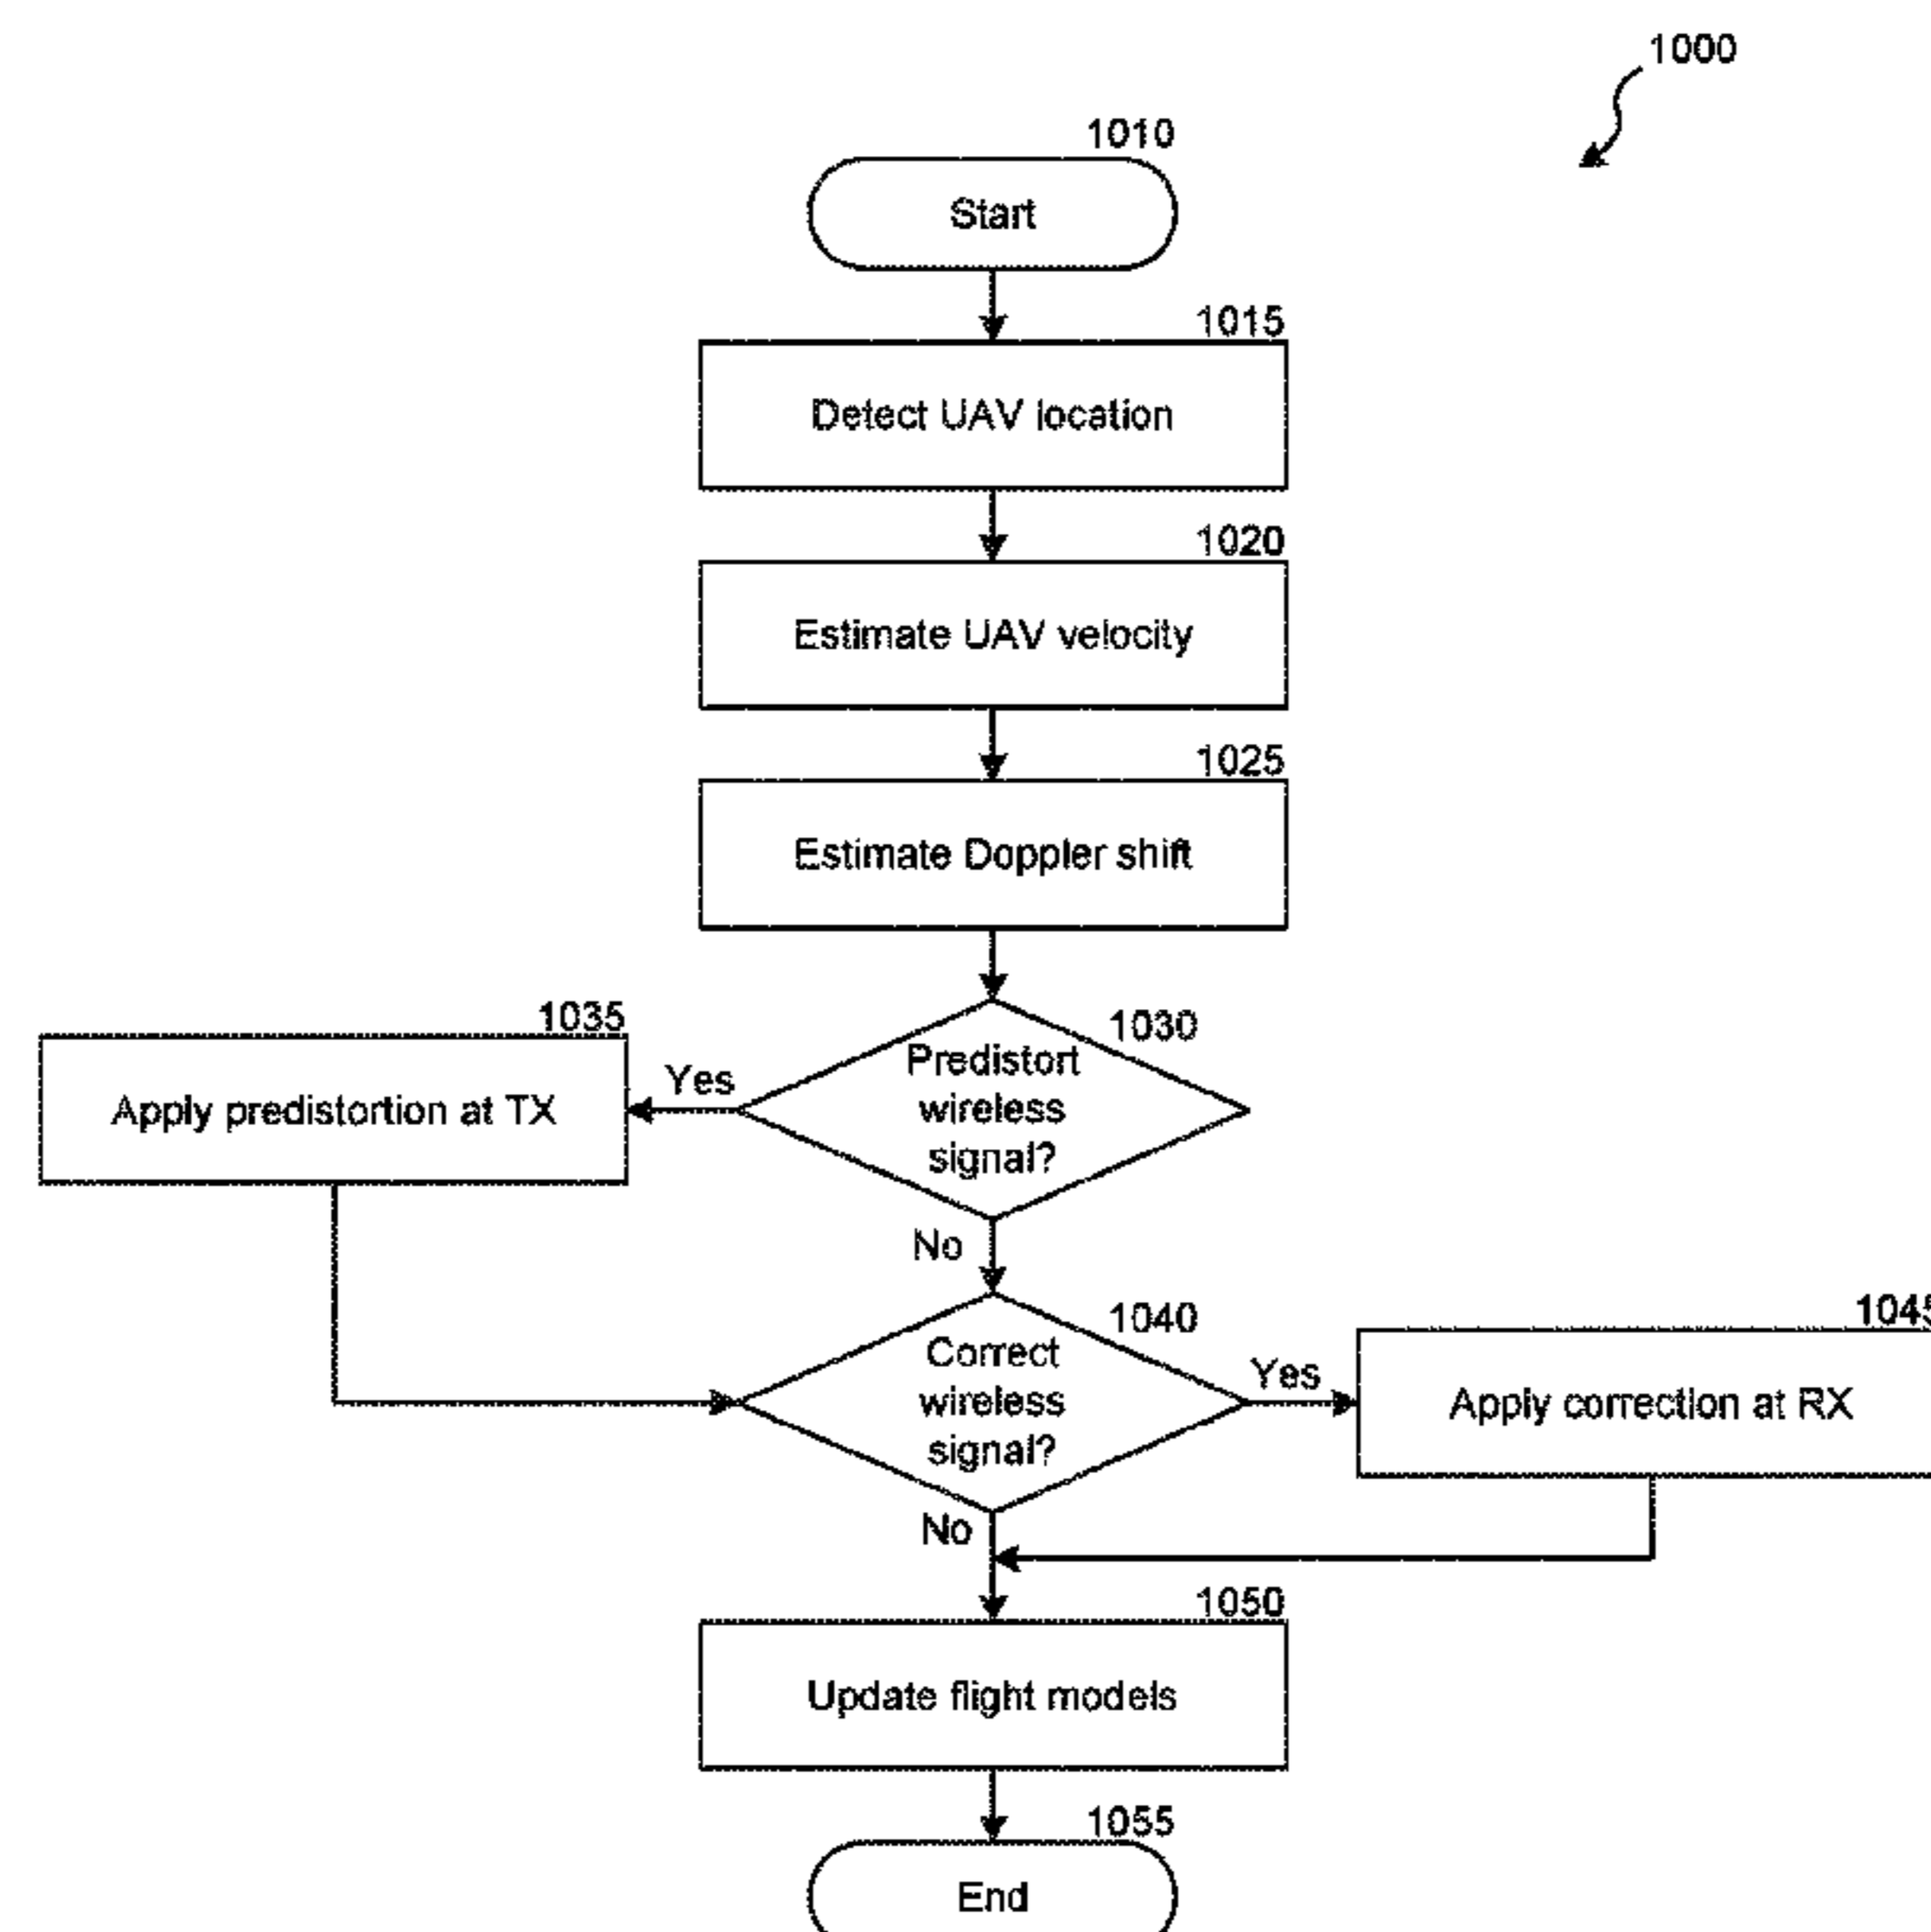 1000
1010
Start
1015
Detect UAV location
1020
Estimate UAV velocity
1025
Estimate Doppler shift
1035
1030
Apply predistortion at TX
Yes
Predistort
wireless
signal?
No
1040
1045
Correct
wireless
signal?
Yes
Apply correction at RX
No
1050
Update flight models
1055
End